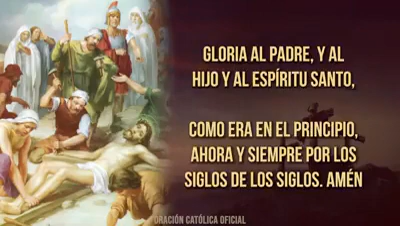 GLORIA AL PADRE, Y AL
HIJO Y AL ESPÍRITU SANTO,
COMO ERA EN EL PRINCIPIO,
AHORA Y SIEMPRE POR LOS
SIGLOS DE LOS SIGLOS. AMÉN
ORACIÓN CATÓLICA OFICIAL